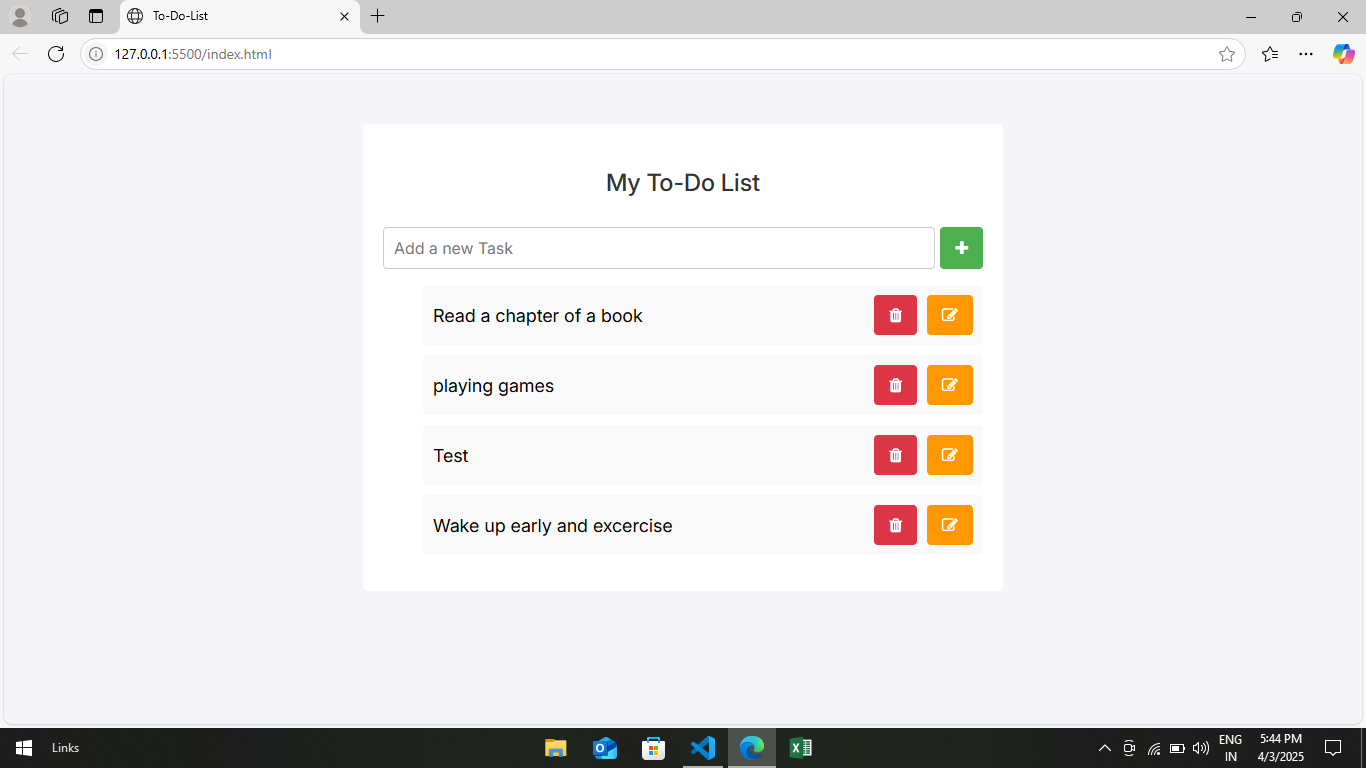 To-Do-List
127.0.0.1:5500/index.html
My To-Do List
Add a new Task
Read a chapter of a book
playing games
Test
Wake up early and excercise
Links
ENG
IN
5:44 PM
4/3/2025